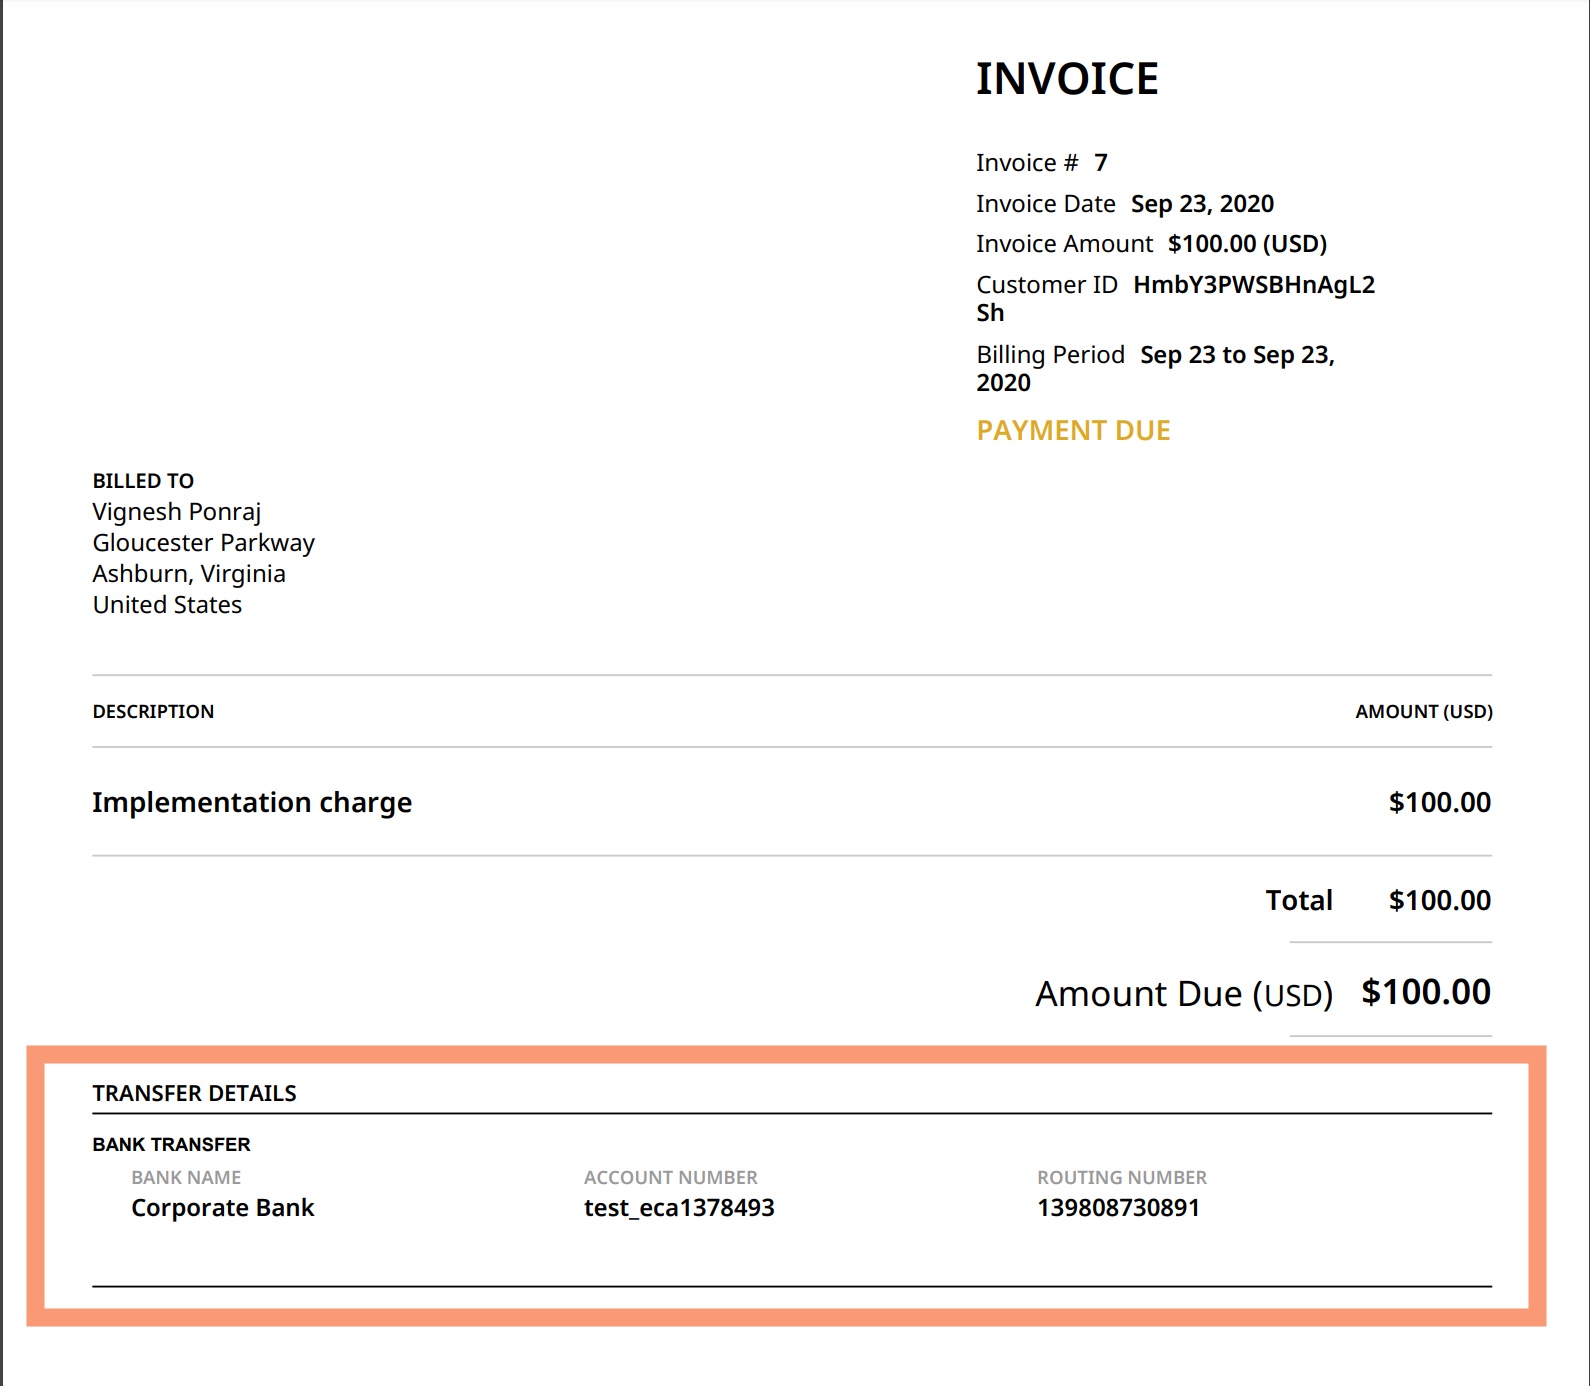 INVOICE
Invoice # 7
Invoice Date Sep 23, 2020
Invoice Amount $100.00 (USD)
Customer ID HmbY3PWSBHnAgL2
Sh
Billing Period Sep 23 to Sep 23,
2020
PAYMENT DUE
BILLED TO
Vignesh Ponraj
Gloucester Parkway
Ashburn, Virginia
United States
DESCRIPTION AMOUNT (USD)
Implementation charge $100.00
Total $100.00
Amount Due (USD) $100.00
TRANSFER DETAILS
BANK TRANSFER
BANK NAME ACCOUNT NUMBER ROUTING NUMBER
Corporate Bank test_eca1378493 139808730891